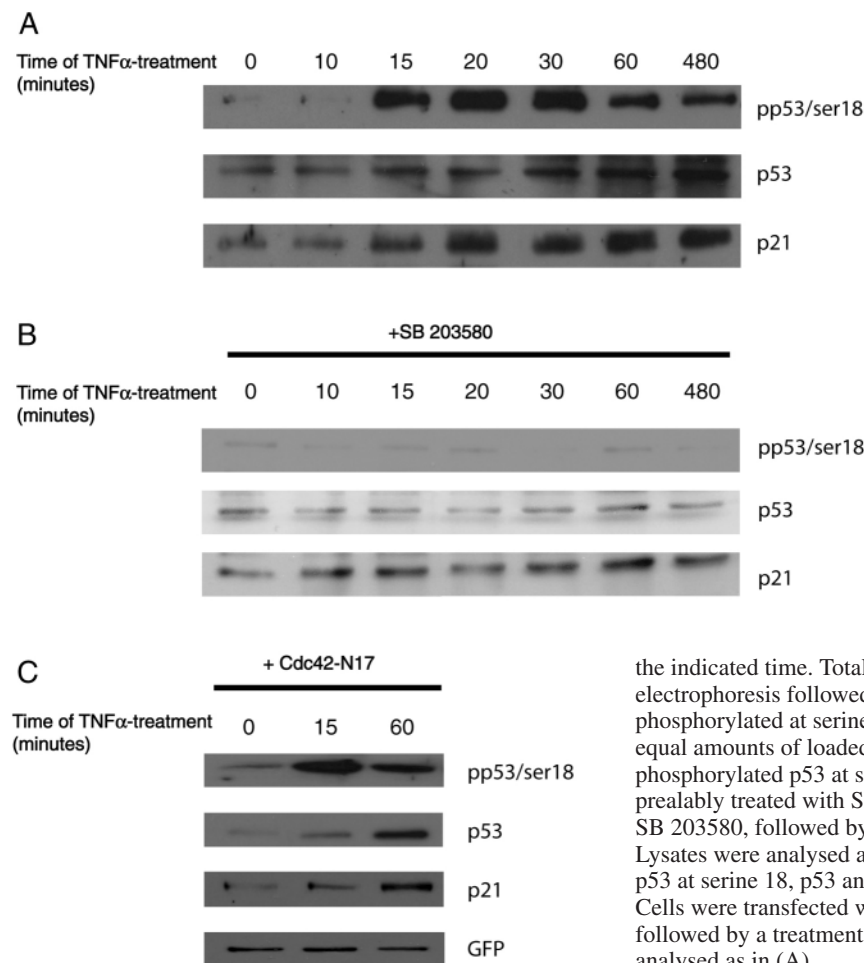 A
Time of TNFα-treatment 0 10 15 20 30 60 480
(minutes)
pp53/ser18
p53
p21
B
+SB 203580
Time of TNFα-treatment 0 10 15 20 30 60 480
(minutes)
pp53/ser18
p53
p21
C
+ Cdc42-N17
Time of TNFα-treatment 0 15 60
(minutes)
pp53/ser18
p53
p21
GFP
the indicated time. Total
electrophoresis followed
phosphorylated at serine
equal amounts of loaded
phosphorylated p53 at s
prealably treated with S
SB 203580, followed by
Lysates were analysed a
p53 at serine 18, p53 an
Cells were transfected w
followed by a treatment
analysed as in (A)